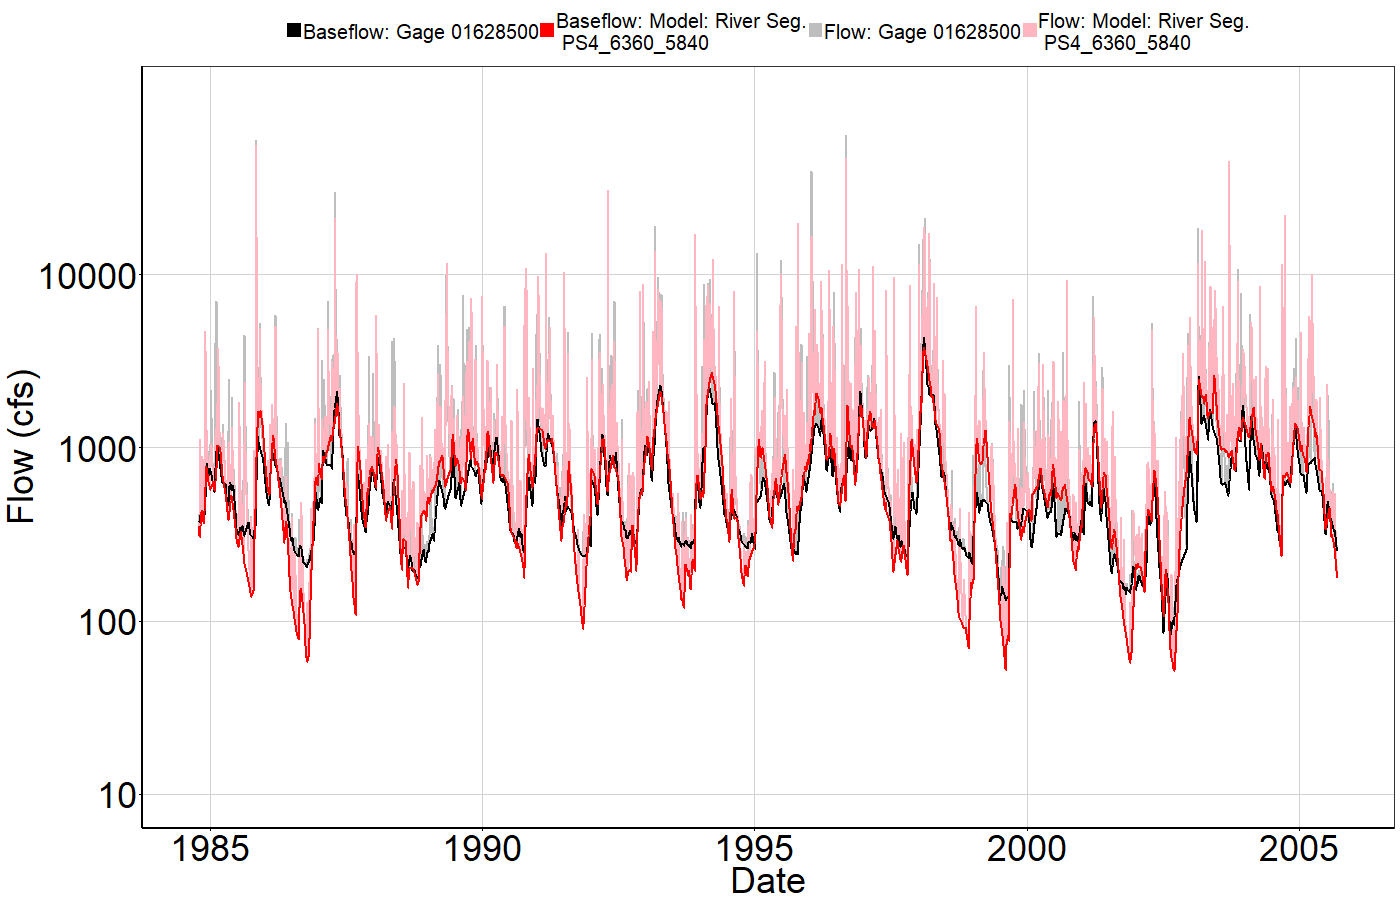 Baseflow: Gage 01628500
Baseflow: Model: River Seg.
PS4_6360_5840
Flow: Gage 01628500
Flow: Model: River Seg.
PS4_6360_5840
Flow (cfs)
10000
1000
100
10
1985
1990
1995
2000
2005
Date